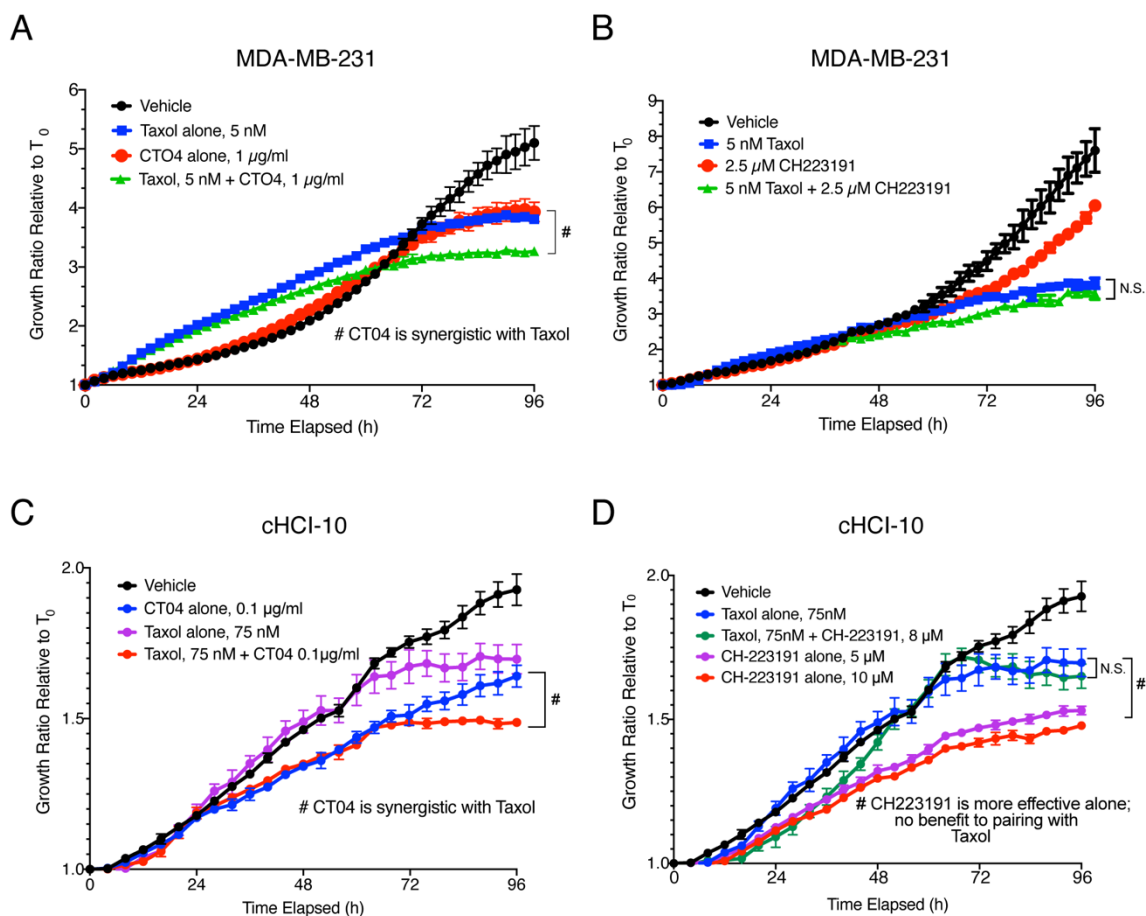 A
MDA-MB-231
Growth Ratio Relative to T0
6
5
4
3
2
1
Vehicle
Taxol alone, 5 nM
CTO4 alone, 1 µg/ml
Taxol, 5 nM + CTO4, 1 µg/ml
#
# CT04 is synergistic with Taxol
0
24
48
72
96
Time Elapsed (h)
B
MDA-MB-231
Growth Ratio Relative to T0
9
8
7
6
5
4
3
2
1
Vehicle
5 nM Taxol
2.5 µM CH223191
5 nM Taxol + 2.5 µM CH223191
N.S.
0
24
48
72
96
Time Elapsed (h)
C
cHCI-10
Growth Ratio Relative to T0
2.0
1.5
1.0
Vehicle
CT04 alone, 0.1 µg/ml
Taxol alone, 75 nM
Taxol, 75 nM + CT04 0.1µg/ml
#
# CT04 is synergistic with Taxol
0
24
48
72
96
Time Elapsed (h)
D
cHCI-10
Growth Ratio Relative to T0
2.0
1.5
1.0
Vehicle
Taxol alone, 75nM
Taxol, 75nM + CH-223191, 8 µM
CH-223191 alone, 5 µM
CH-223191 alone, 10 µM
N.S.
#
# CH223191 is more effective alone;
no benefit to pairing with
Taxol
0
24
48
72
96
Time Elapsed (h)